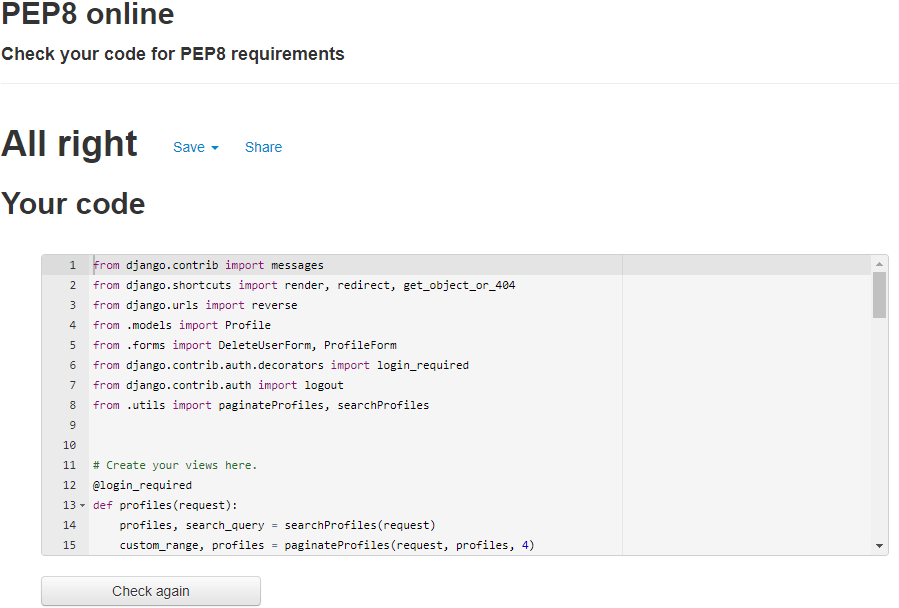 PEP8 online
Check your code for PEP8 requirements
All right Save Share
Your code
1 from django.contrib import messages
2 from django.shortcuts import render, redirect, get_object_or_404
3 from django.urls import reverse
4 from .models import Profile
5 from .forms import DeleteUserForm, ProfileForm
6 from django.contrib.auth.decorators import login_required
7 from django.contrib.auth import logout
8 from .utils import paginateProfiles, searchProfiles
9
10
11 # Create your views here.
12 @login_required
13 def profiles(request):
14     profiles, search_query = searchProfiles(request)
15     custom_range, profiles = paginateProfiles(request, profiles, 4)
Check again